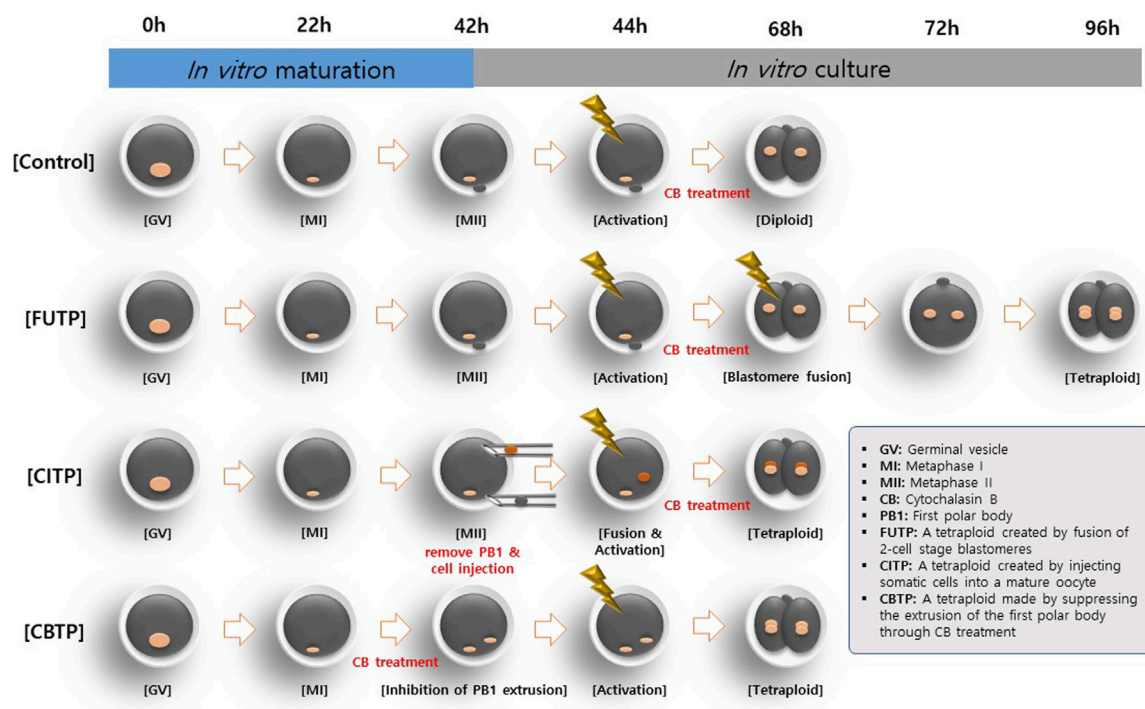 0h 22h 42h 44h 68h 72h 96h
In vitro maturation In vitro culture
[Control]
CB treatment
[GV] [MI] [MII] [Activation] [Diploid]
[FUTP]
CB treatment
[GV] [MI] [MII] [Activation] [Blastomere fusion] [Tetraploid]
[CITP]
CB treatment
[GV] [MI] [MII] [Fusion &
Activation] [Tetraploid]
remove PB1 &
cell injection
[CBTP]
CB treatment
[GV] [MI] [Inhibition of PB1 extrusion] [Activation] [Tetraploid]
▪ GV: Germinal vesicle
▪ MI: Metaphase I
▪ MII: Metaphase II
▪ CB: Cytochalasin B
▪ PB1: First polar body
▪ FUTP: A tetraploid created by fusion of
2-cell stage blastomeres
▪ CITP: A tetraploid created by injecting
somatic cells into a mature oocyte
▪ CBTP: A tetraploid made by suppressing
the extrusion of the first polar body
through CB treatment